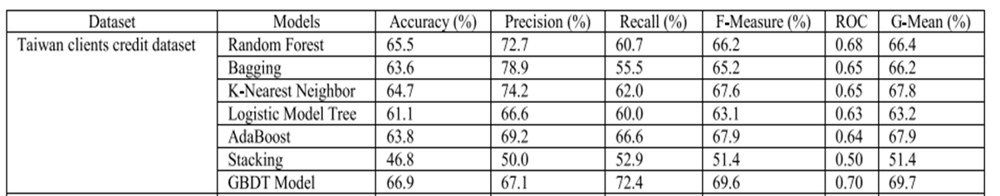 Dataset Models Accuracy (%) Precision (%) Recall (%) F-Measure (%) ROC G-Mean (%)
Taiwan clients credit dataset Random Forest 65.5 72.7 60.7 66.2 0.68 66.4
Bagging 63.6 78.9 55.5 65.2 0.65 66.2
K-Nearest Neighbor 64.7 74.2 62.0 67.6 0.65 67.8
Logistic Model Tree 61.1 66.6 60.0 63.1 0.63 63.2
AdaBoost 63.8 69.2 66.6 67.9 0.64 67.9
Stacking 46.8 50.0 52.9 51.4 0.50 51.4
GBDT Model 66.9 67.1 72.4 69.6 0.70 69.7